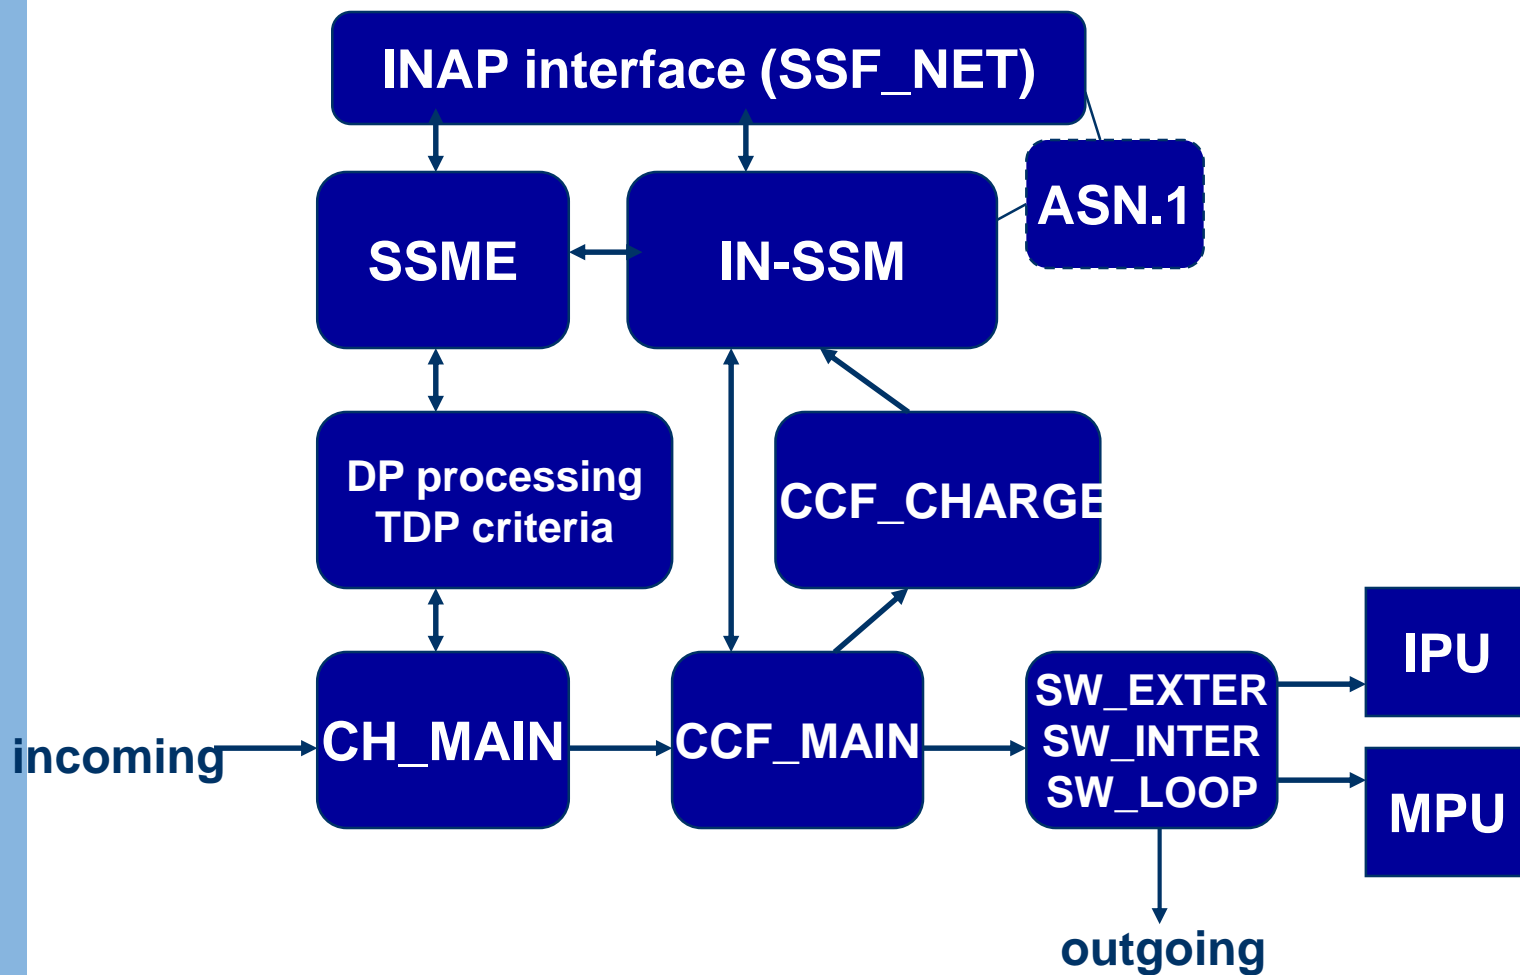 INAP interface (SSF_NET)
ASN.1
SSME
IN-SSM
DP processing
TDP criteria
CCF_CHARGE
IPU
SW_EXTER
SW_INTER
SW_LOOP
CH_MAIN
CCF_MAIN
incoming
MPU
outgoing